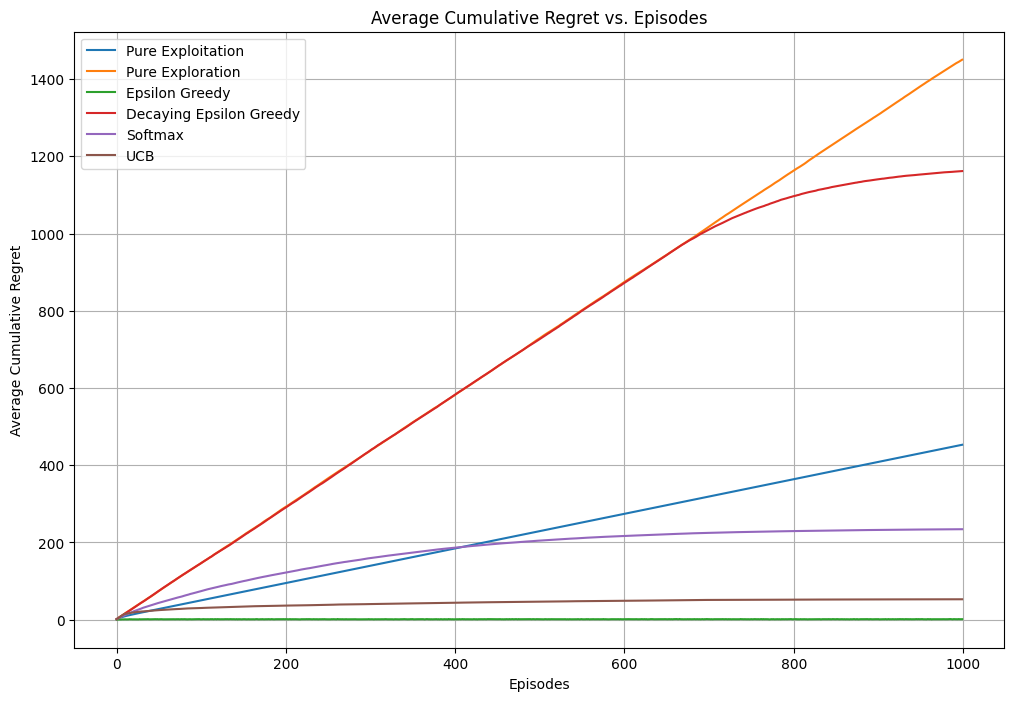 Average Cumulative Regret vs. Episodes
Pure Exploitation
Pure Exploration
Epsilon Greedy
Decaying Epsilon Greedy
Softmax
UCB
Average Cumulative Regret
1400
1200
1000
800
600
400
200
0
0 200 400 600 800 1000
Episodes